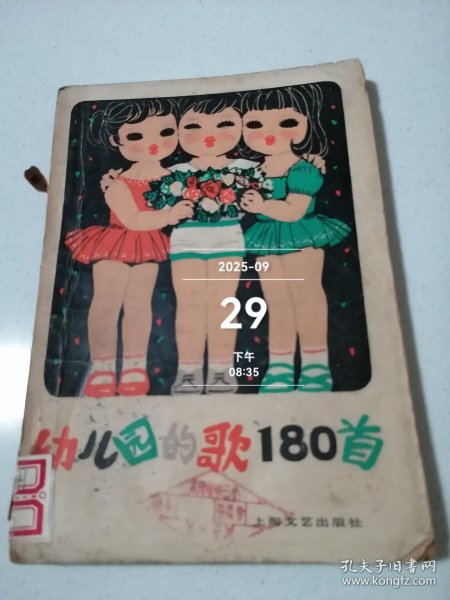 2025-09
29
下午
08:35
幼儿园的歌180首
上海文艺出版社
孔夫子旧书网
www.kongfz.com